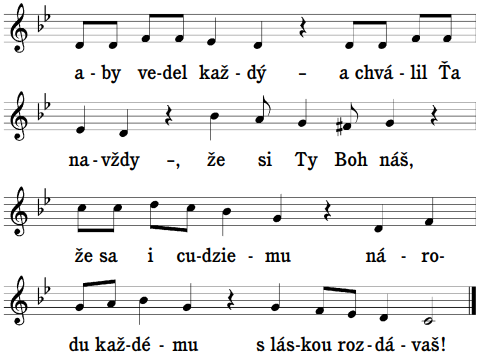 a - by ve-del kaž - dý – a chvá - lil Ťa
na - vždy –, že si Ty Boh náš,
že sa i cu-dzie - mu ná - ro-
du kaž-dé - mu s lás-kou roz-dá - vaš!